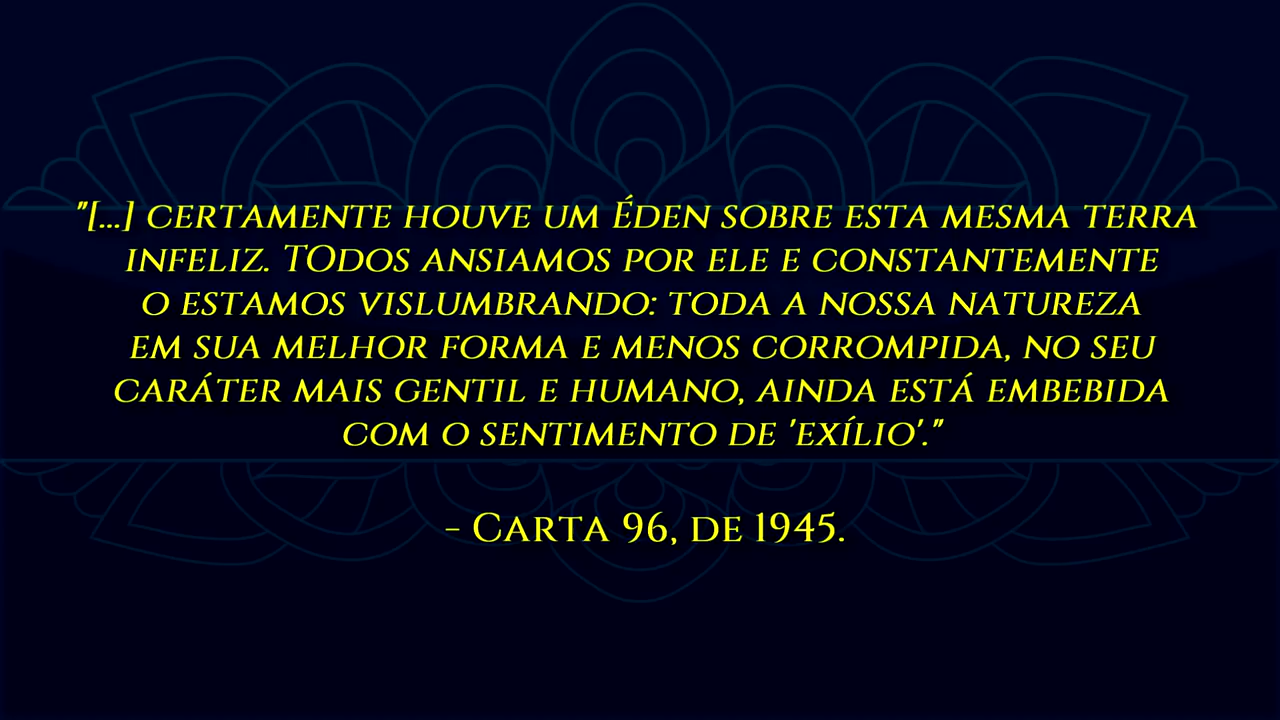 "[...] certamente houve um Éden sobre esta mesma terra
infeliz. TOdos ansiamos por ele e constantemente
o estamos vislumbrando: toda a nossa natureza
em sua melhor forma e menos corrompida, no seu
caráter mais gentil e humano, ainda está embebida
com o sentimento de 'exílio'."
- Carta 96, de 1945.